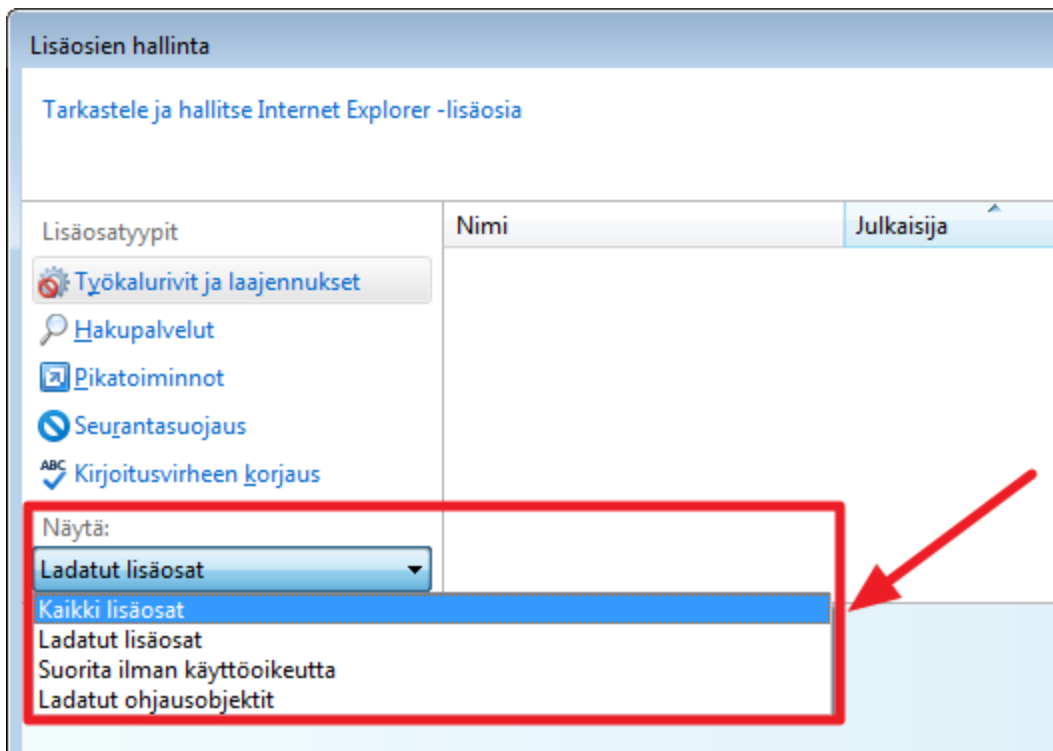 Lisäosien hallinta
Tarkastele ja hallitse Internet Explorer -lisäosia
Lisäosatyypit
Nimi
Julkaisija
Työkalurivit ja laajennukset
Hakupalvelut
Pikatoiminnot
Seurantasuojaus
ABC
Kirjoitusvirheen korjaus
Näytä:
Ladatut lisäosat
Kaikki lisäosat
Ladatut lisäosat
Suorita ilman käyttöoikeutta
Ladatut ohjausobjektit